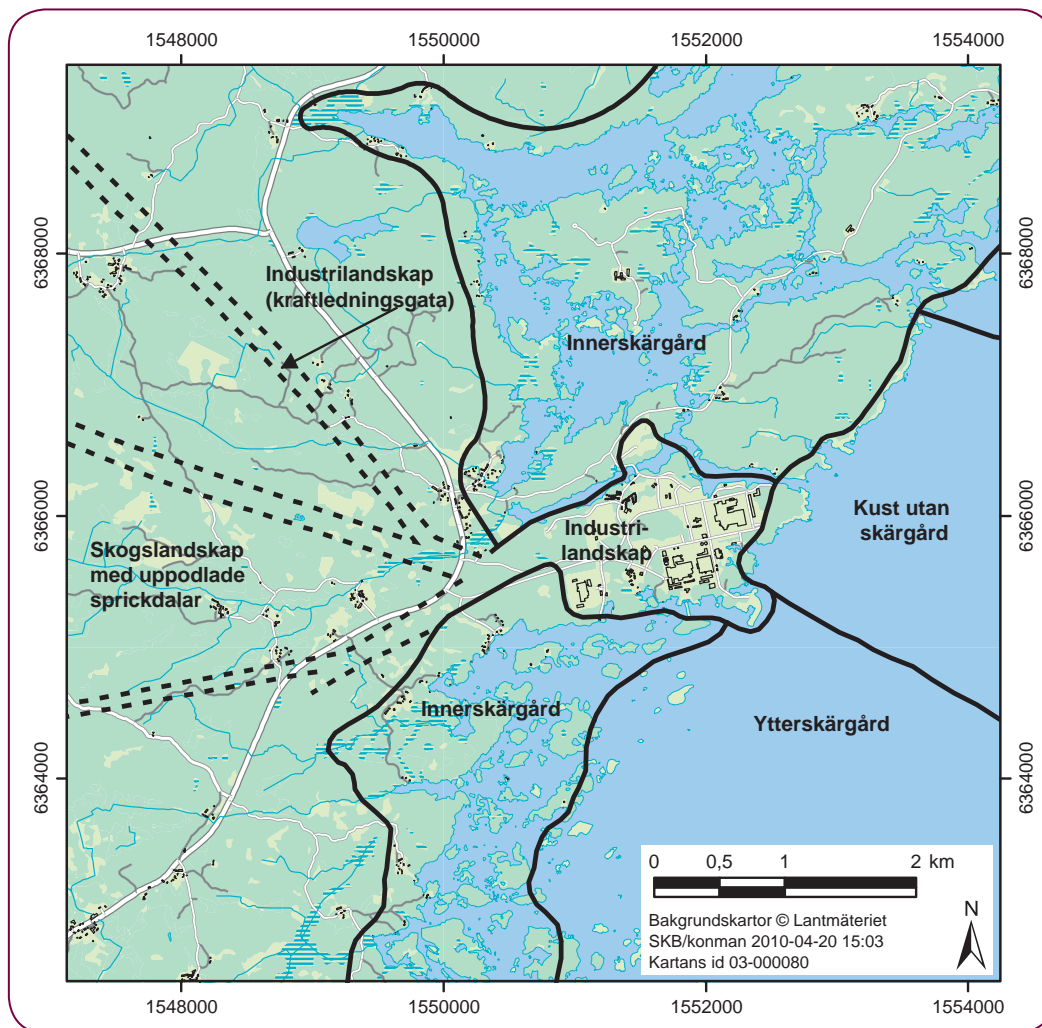 1548000
1550000
1552000
1554000
6368000
6368000
Industrilandskap
(kraftledningsgata)
Innerskärgård
6366000
6366000
Kust utan
skärgård
Industri-
landskap
Skogslandskap
med uppodlade
sprickdalar
Innerskärgård
Ytterskärgård
6364000
6364000
0 0,5 1 2 km
Bakgrundskartor © Lantmäteriet
SKB/konman 2010-04-20 15:03
Kartans id 03-000080
N
1548000
1550000
1552000
1554000